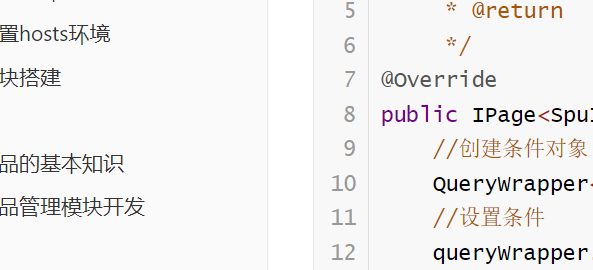 置hosts环境
块搭建
品的基本知识
品管理模块开发
5 * @return
6 */
7 @Override
8 public IPage<Spu
9 //创建条件对象
10 QueryWrapper<
11 //设置条件
12 queryWrapper